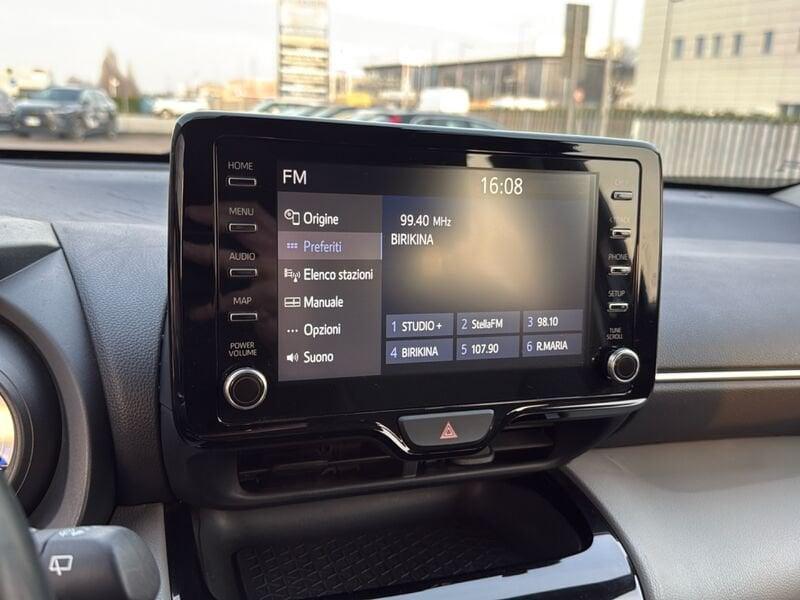 HOME
MENU
AUDIO
MAP
POWER
VOLUME
FM
16:08
Origine
Preferiti
Elenco stazioni
Manuale
Opzioni
Suono
99.40 MHz
BIRIKINA
1 STUDIO +
2 StellaFM
3 98.10
4 BIRIKINA
5 107.90
6 R.MARIA
PHONE
SETUP
TUNE
SCROLL